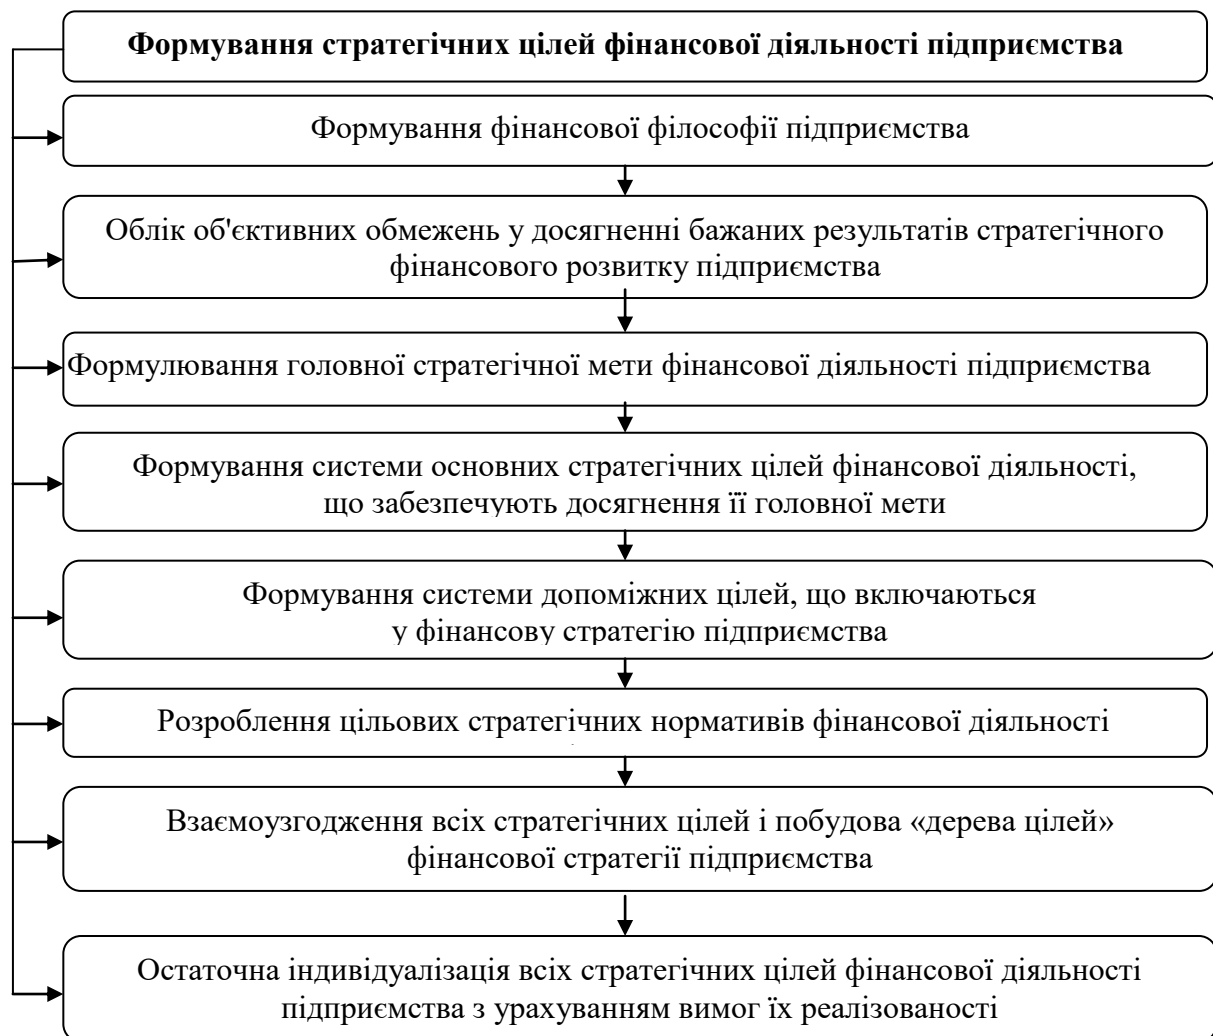 Формування стратегічних цілей фінансової діяльності підприємства
Формування фінансової філософії підприємства
Облік об'єктивних обмежень у досягненні бажаних результатів стратегічного
фінансового розвитку підприємства
Формулювання головної стратегічної мети фінансової діяльності підприємства
Формування системи основних стратегічних цілей фінансової діяльності,
що забезпечують досягнення її головної мети
Формування системи допоміжних цілей, що включаються
у фінансову стратегію підприємства
Розроблення цільових стратегічних нормативів фінансової діяльності
Взаємоузгодження всіх стратегічних цілей і побудова «дерева цілей»
фінансової стратегії підприємства
Остаточна індивідуалізація всіх стратегічних цілей фінансової діяльності
підприємства з урахуванням вимог їх реалізованості